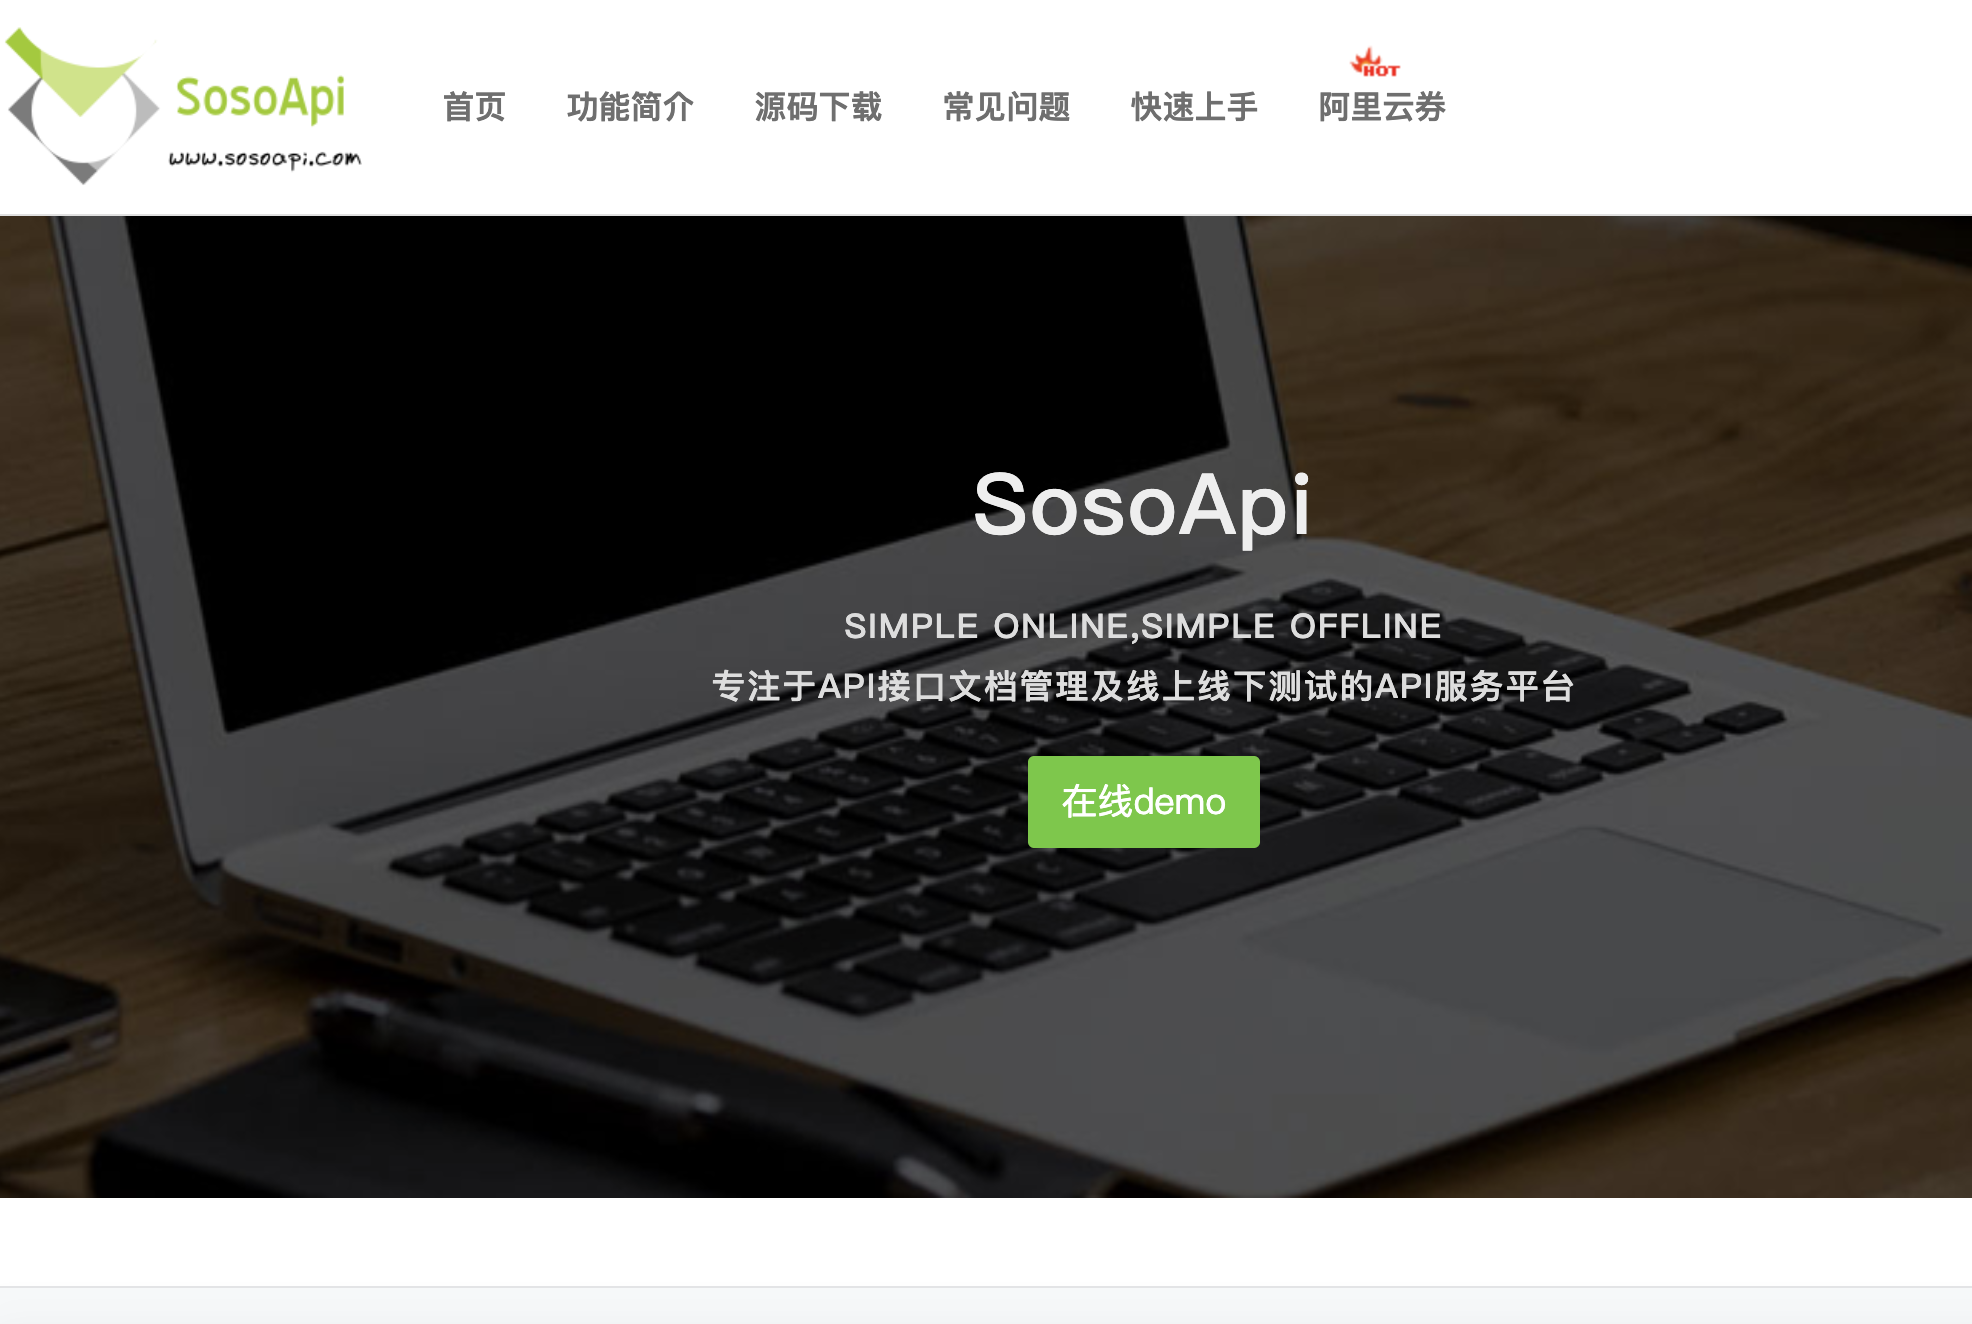 SosoApi
www.sosoapi.com
首页 功能简介 源码下载 常见问题 快速上手 阿里云券
HOT
SosoApi
SIMPLE ONLINE,SIMPLE OFFLINE
专注于API接口文档管理及线上线下测试的API服务平台
在线demo